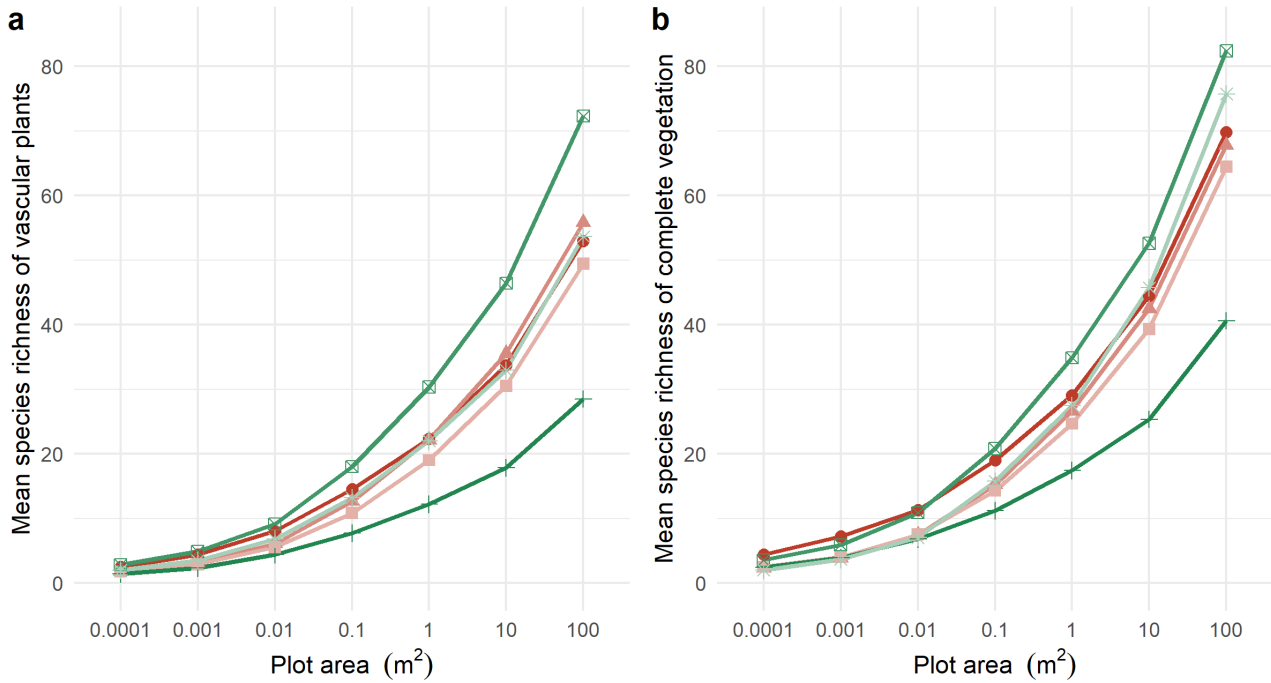 a
Mean species richness of vascular plants
80
60
40
20
0
0.0001 0.001 0.01 0.1 1 10 100
Plot area (m²)
b
Mean species richness of complete vegetation
80
60
40
20
0
0.0001 0.001 0.01 0.1 1 10 100
Plot area (m²)